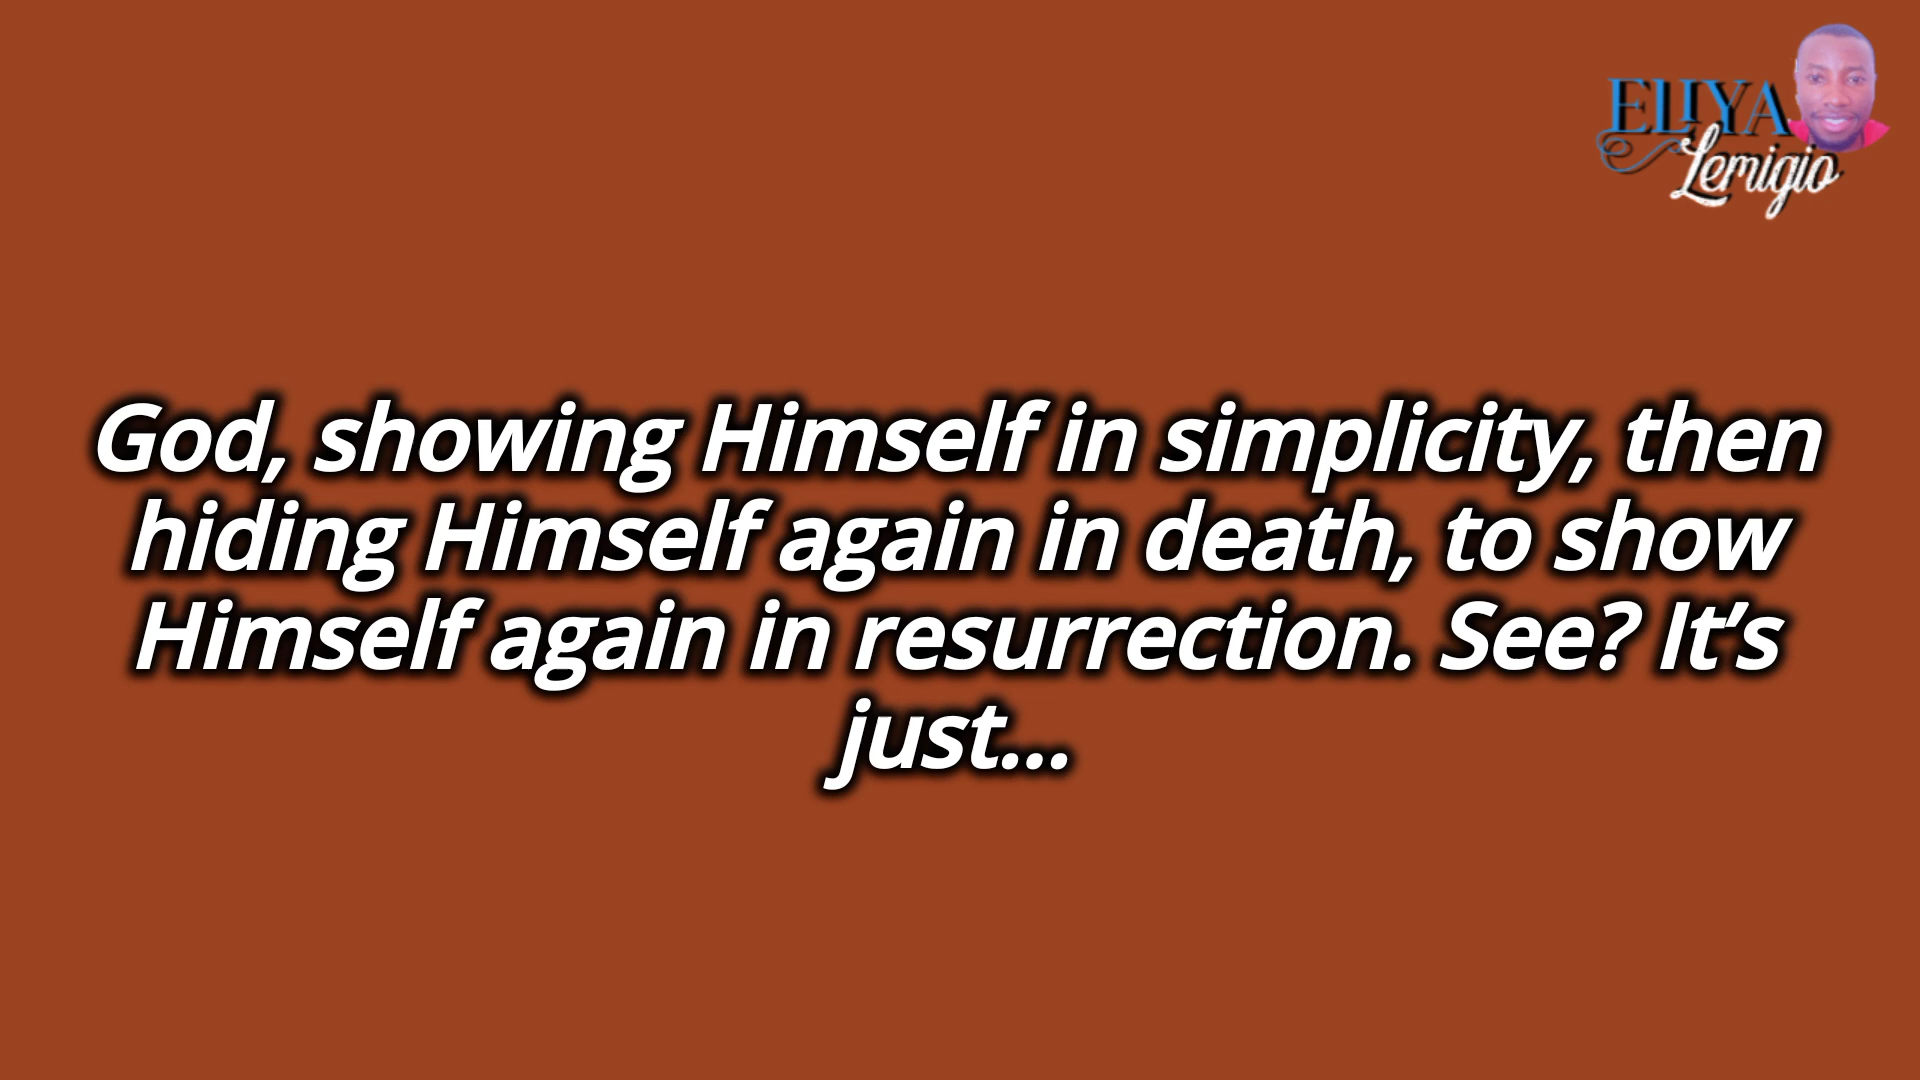 ELIYA
Lemigio
God, showing Himself in simplicity, then
hiding Himself again in death, to show
Himself again in resurrection. See? It’s
just...